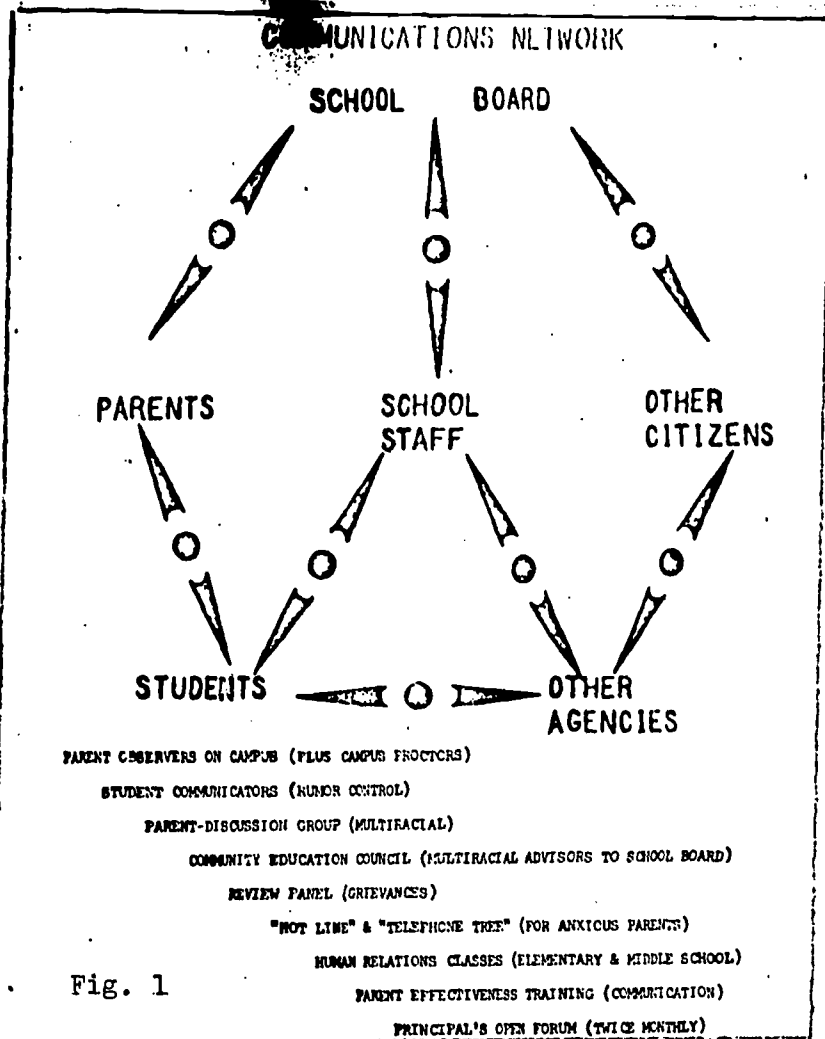 COMMUNICATIONS NETWORK
SCHOOL BOARD
PARENTS
SCHOOL
STAFF
OTHER
CITIZENS
STUDENTS
OTHER
AGENCIES
PARENT OBSERVERS ON CAMPUS (PLUS CAMPUS PROCTORS)
STUDENT COMMUNICATORS (RUMOR CONTROL)
PARENT-DISCUSSION GROUP (MULTIRACIAL)
COMMUNITY EDUCATION COUNCIL (MULTIRACIAL ADVISORS TO SCHOOL BOARD)
REVIEW PANEL (GRIEVANCES)
"HOT LINE" & "TELEPHONE TREE" (FOR ANXIOUS PARENTS)
HUMAN RELATIONS CLASSES (ELEMENTARY & MIDDLE SCHOOL)
PARENT EFFECTIVENESS TRAINING (COMMUNICATION)
PRINCIPAL'S OPEN FORUM (TWICE MONTHLY)
Fig. 1